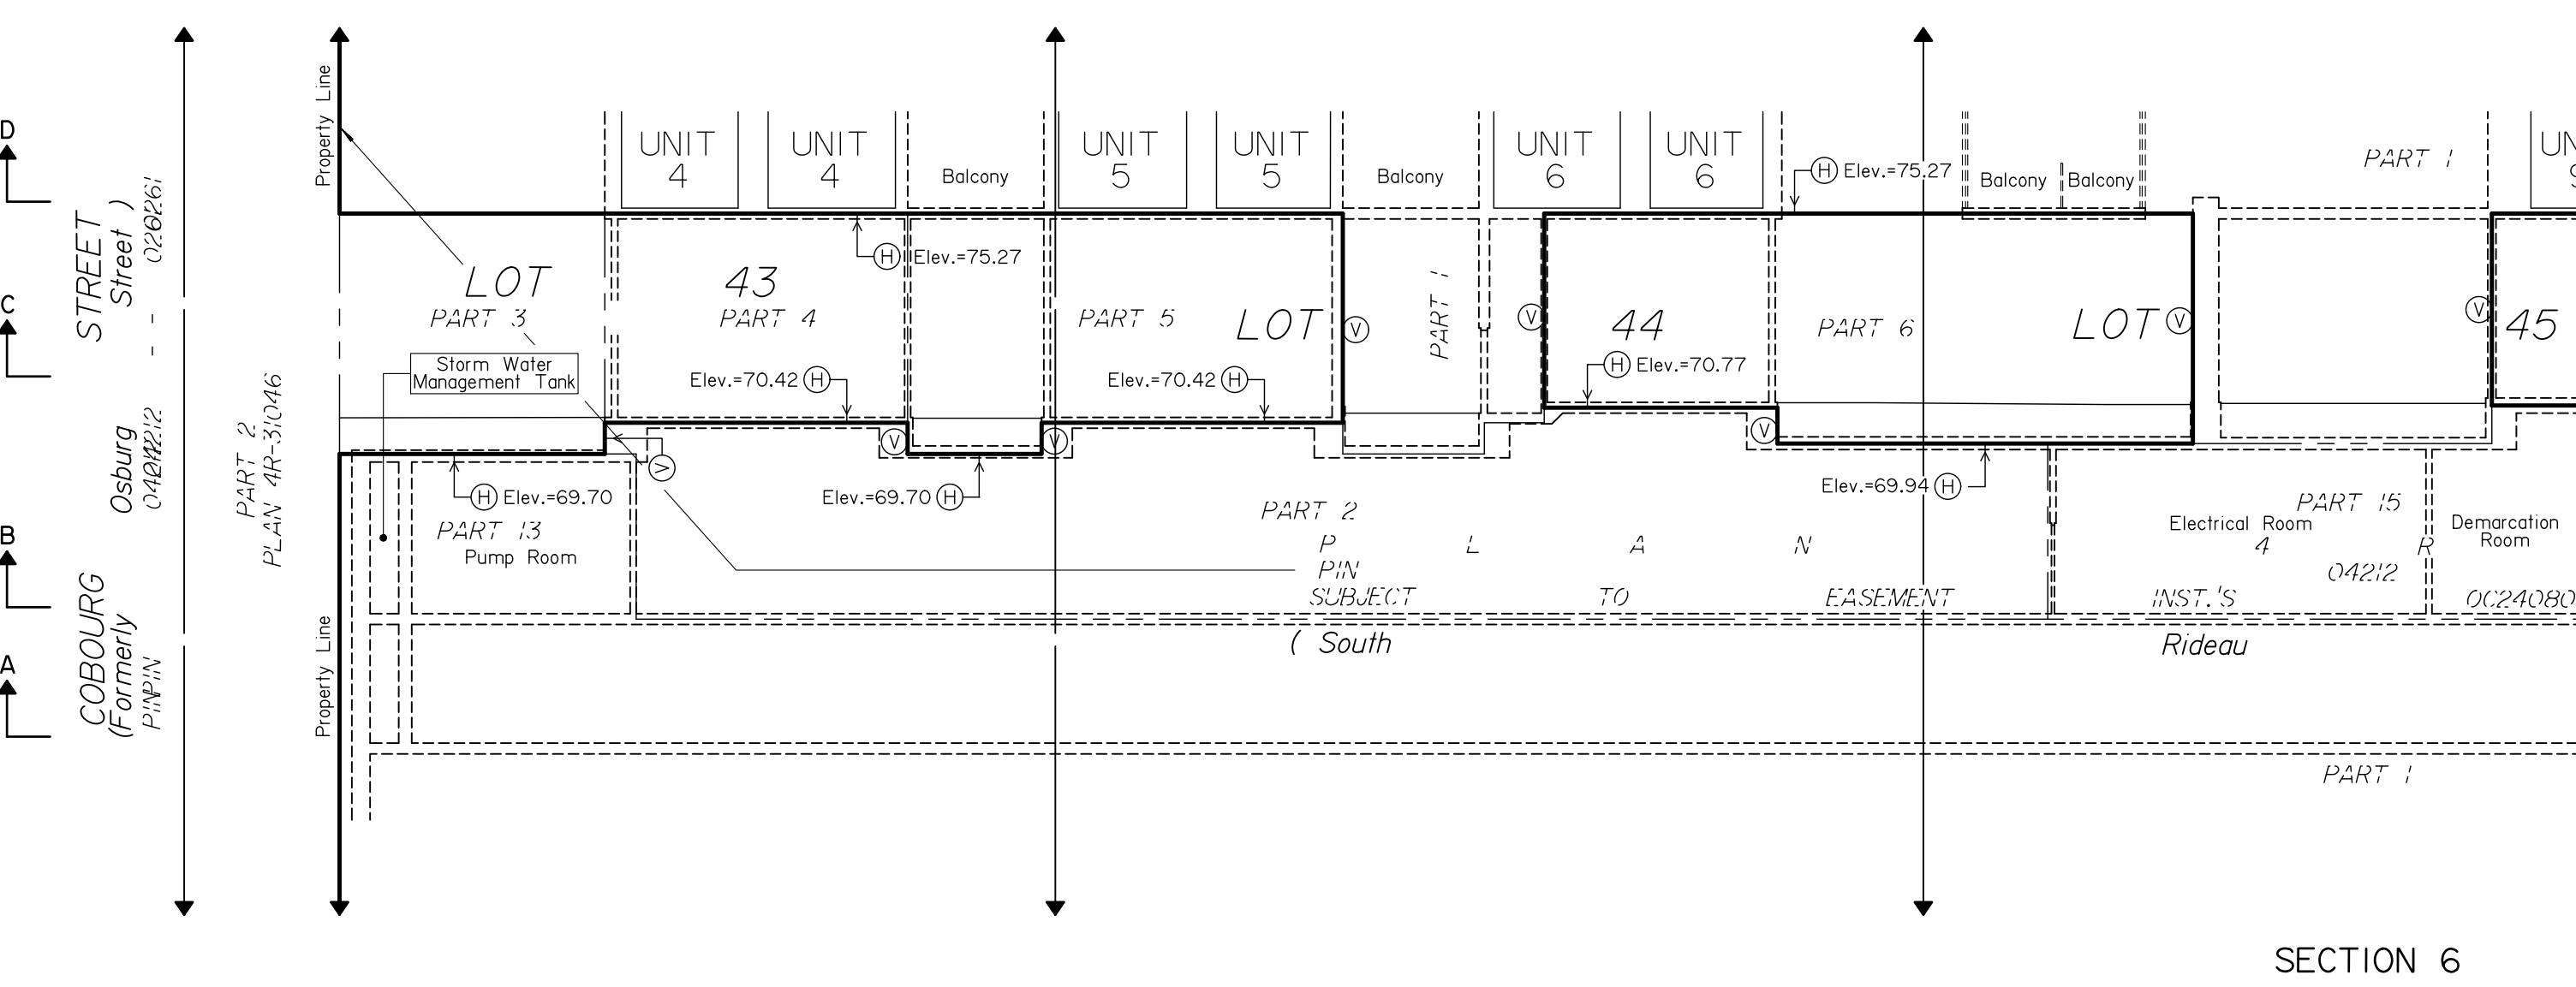 D
C
B
A
STREET
Street )
COBOURG
(Formerly
Osburg
PART 2
PLAN 4R-31046
Property Line
Property Line
UNIT
4
UNIT
4
Balcony
UNIT
5
UNIT
5
Balcony
UNIT
6
UNIT
6
H Elev.=75.27
Balcony
Balcony
PART 1
H Elev.=75.27
LOT
43
PART 3
PART 4
PART 5
LOT
V
PART 1
V
44
PART 6
LOT V
V
45
Storm Water
Management Tank
Elev.=70.42 H
Elev.=70.42 H
H Elev.=70.77
V
V
V
V
H Elev.=69.70
Elev.=69.70 H
Elev.=69.94 H
PART 13
Pump Room
PART 2
PART 15
Electrical Room
Demarcation
Room
P L A N 4 R
PIN 04212
SUBJECT TO EASEMENT INST.'S OC24080
( South Rideau
PART 1
SECTION 6